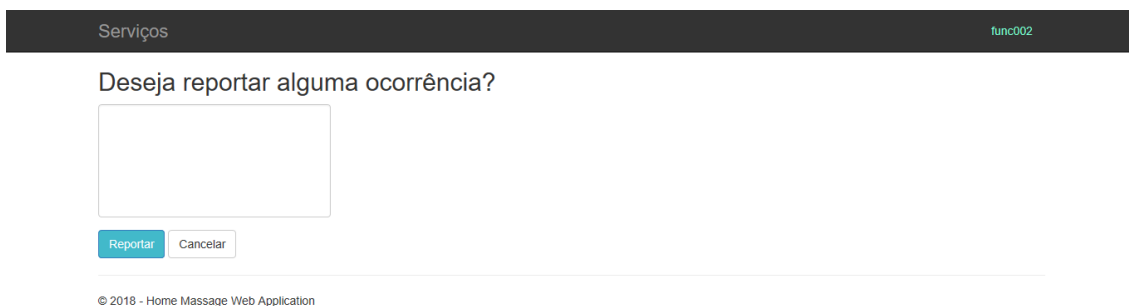 Serviços func002
Deseja reportar alguma ocorrência?
Reportar Cancelar
© 2018 - Home Massage Web Application